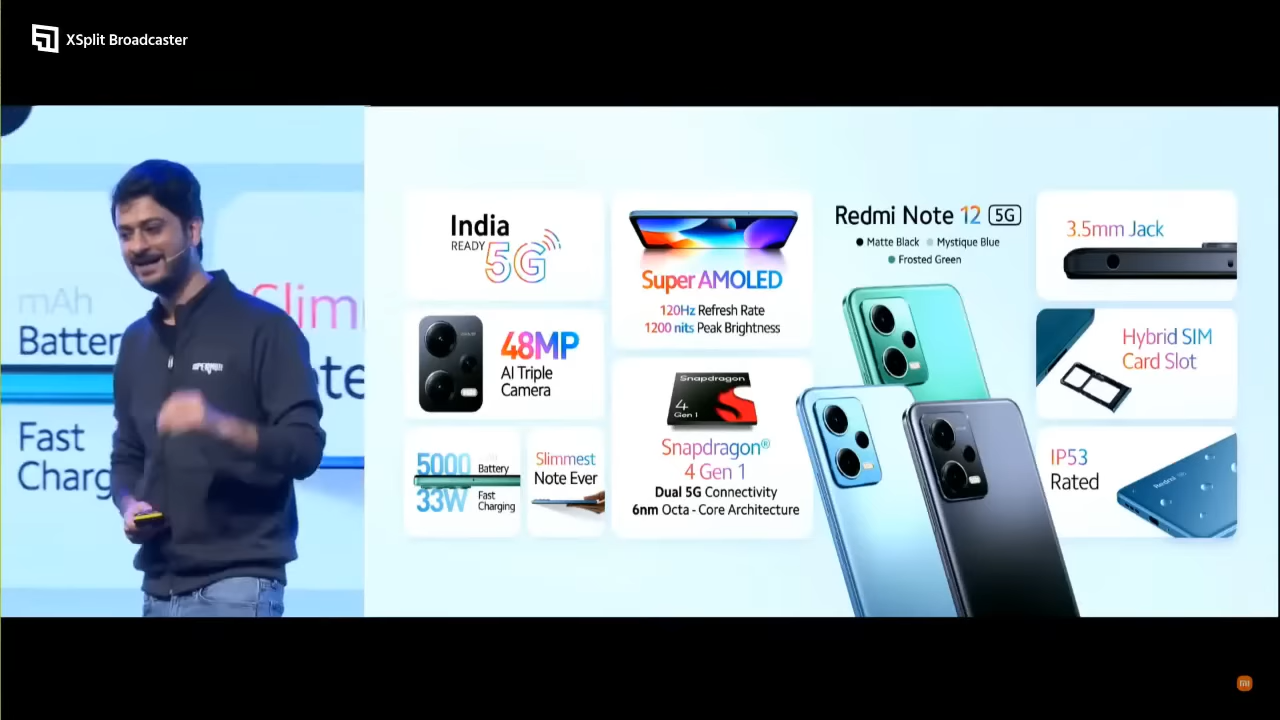 XSplit Broadcaster
mAh
Batter
Fast
Charg
Slim
ote
India
READY
5G
48MP
AI Triple
Camera
5000
Battery
33W
Fast
Charging
Slimmest
Note Ever
Super AMOLED
120Hz Refresh Rate
1200 nits Peak Brightness
Snapdragon
4
Gen 1
Snapdragon®
4 Gen 1
Dual 5G Connectivity
6nm Octa - Core Architecture
Redmi Note 12 5G
Matte Black Mystique Blue
Frosted Green
3.5mm Jack
Hybrid SIM
Card Slot
IP53
Rated
mi